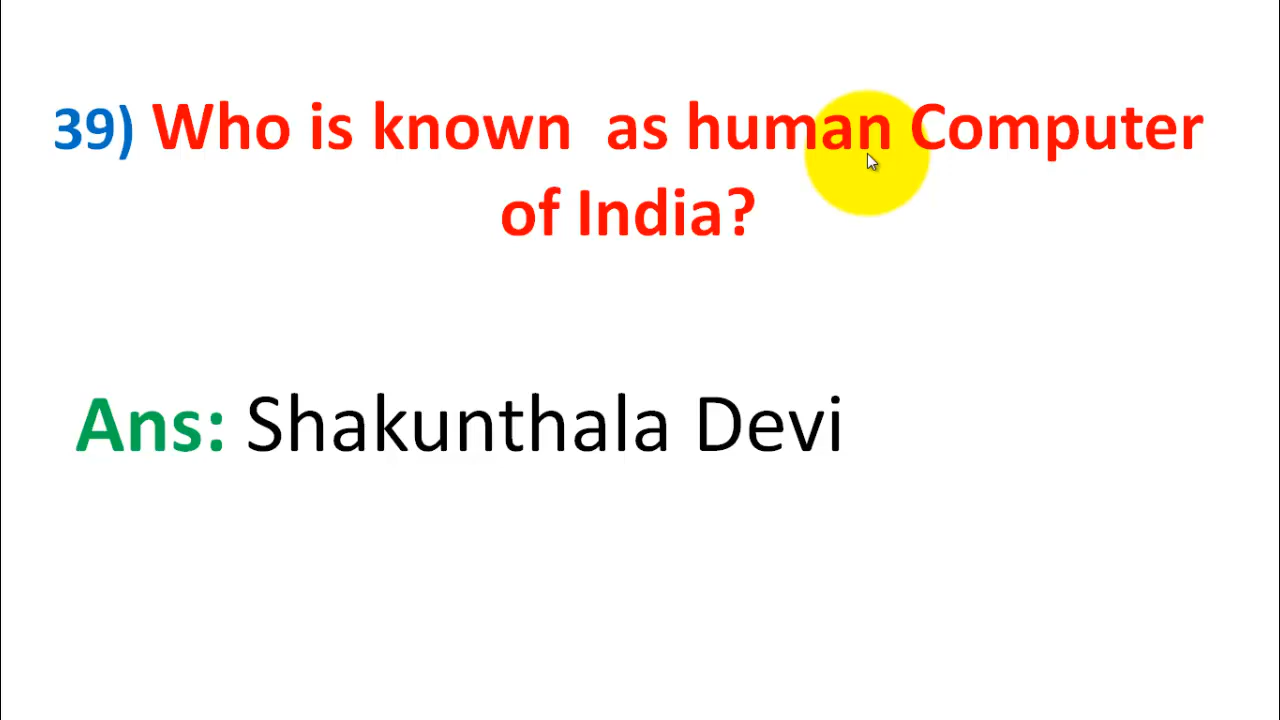 39) Who is known as human Computer
of India?
Ans: Shakunthala Devi